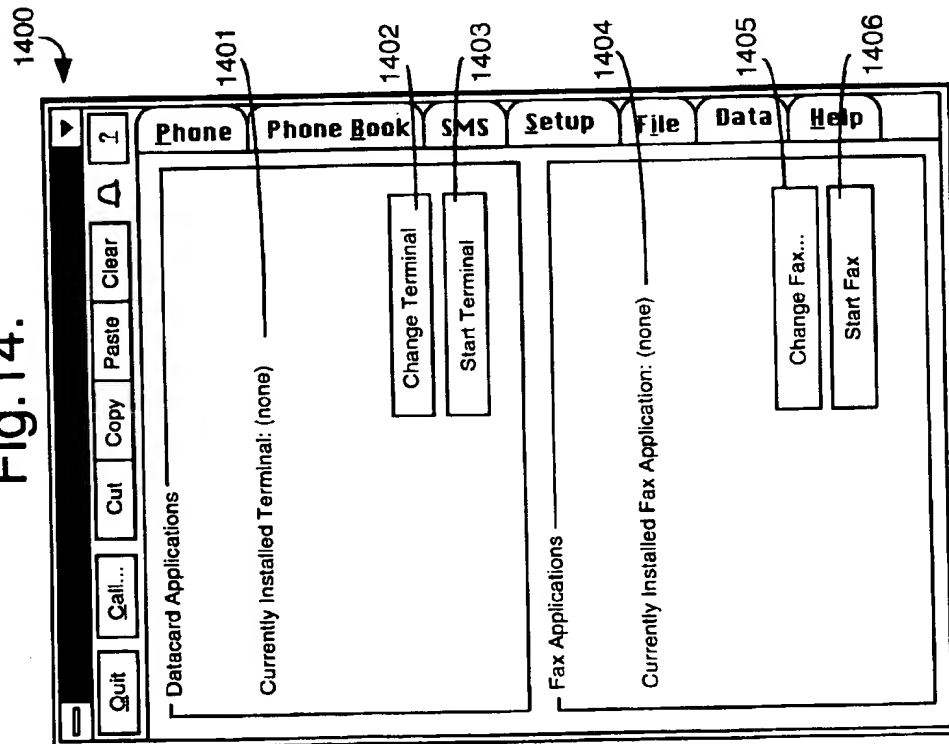 Fig.14.
1400
Quit Call... Cut Copy Paste Clear ?
Phone
Phone Book
SMS
Setup
File
Data
Help
Datacard Applications
Currently Installed Terminal: (none)
1401
Change Terminal
1402
Start Terminal
1403
Fax Applications
Currently Installed Fax Application: (none)
1404
Change Fax...
1405
Start Fax
1406